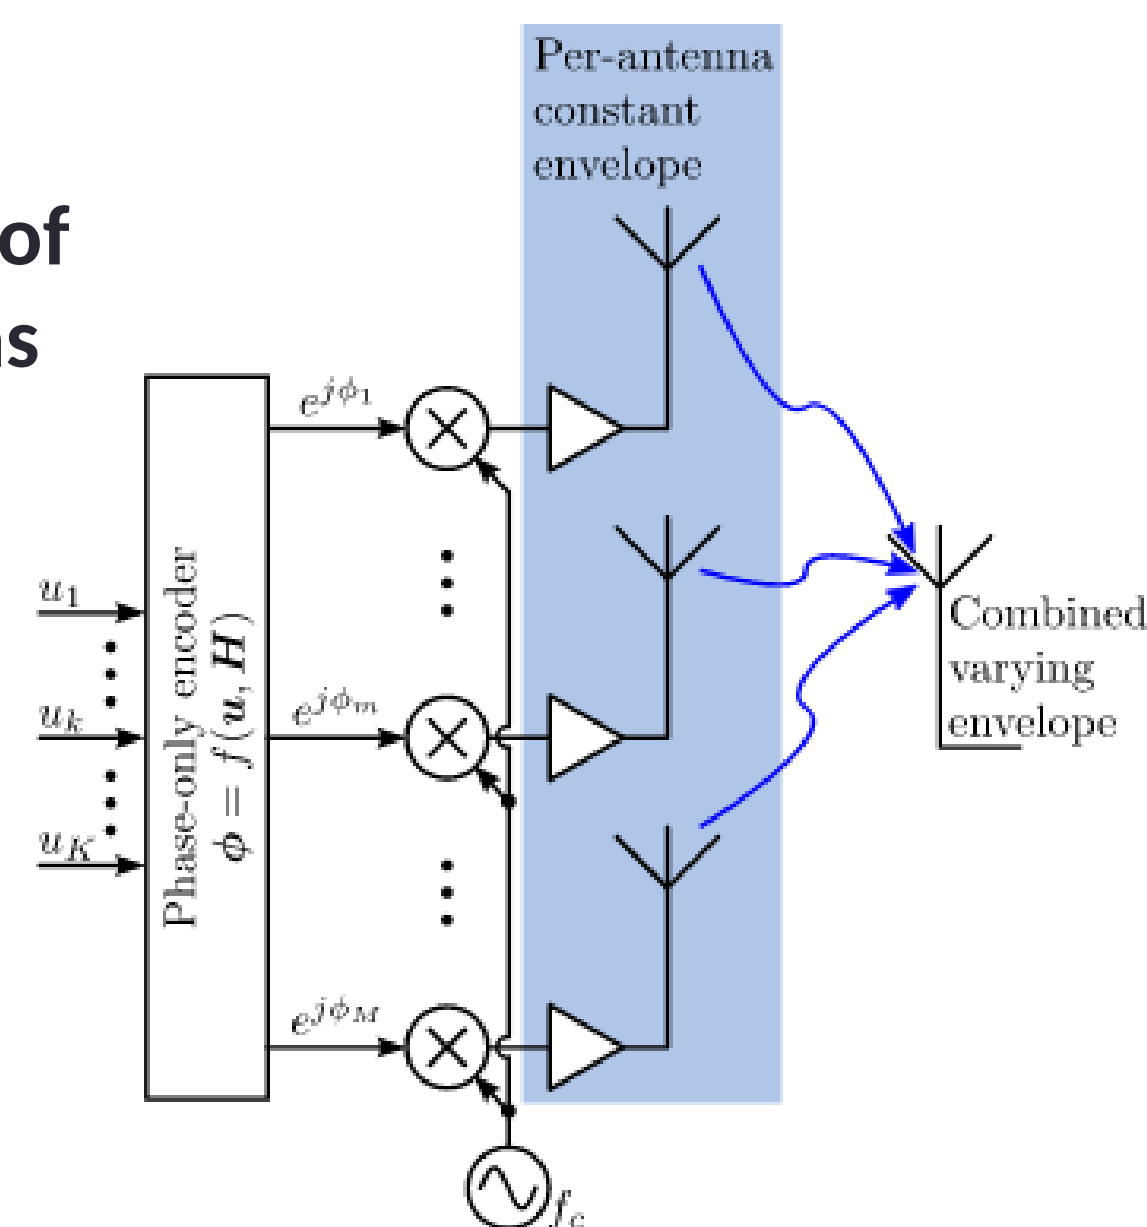 Per-antenna
constant
envelope
of
s
e^{jϕ_1}
u_1
u_k
u_K
Phase-only encoder
ϕ = f(u, H)
e^{jϕ_m}
e^{jϕ_M}
Combined
varying
envelope
f_c